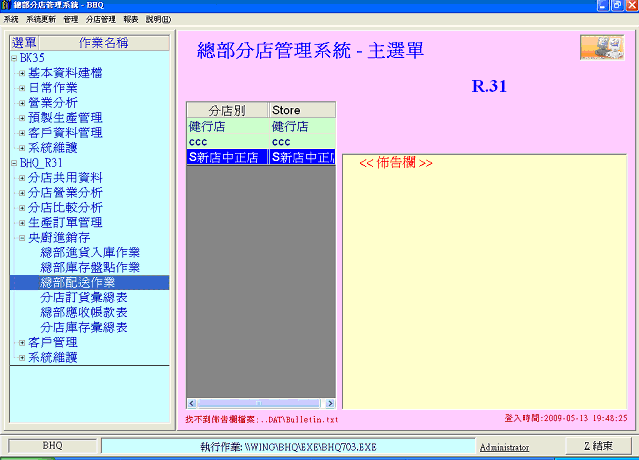 總部分店管理系統 - BHQ
系統 系統更新 管理 分店管理 報表 說明(H)
選單 作業名稱
BK35
基本資料建檔
日常作業
營業分析
預製生產管理
客戶資料管理
系統維護
BHQ_R31
分店共用資料
分店營業分析
分店比較分析
生產訂單管理
央廚進銷存
總部進貨入庫作業
總部庫存盤點作業
總部配送作業
分店訂貨彙總表
總部應收帳款表
分店庫存彙總表
客戶管理
系統維護
總部分店管理系統 - 主選單
R.31
分店別 Store
健行店 健行店
ccc ccc
S新店中正店 S新店中正店
<< 佈告欄 >>
找不到佈告欄檔案:..DAT\Bulletin.txt
登入時間:2009-05-13 19:48:25
BHQ
執行作業: \\WING\BHQ\EXE\BHQ703.EXE
Administrator
Z 結束